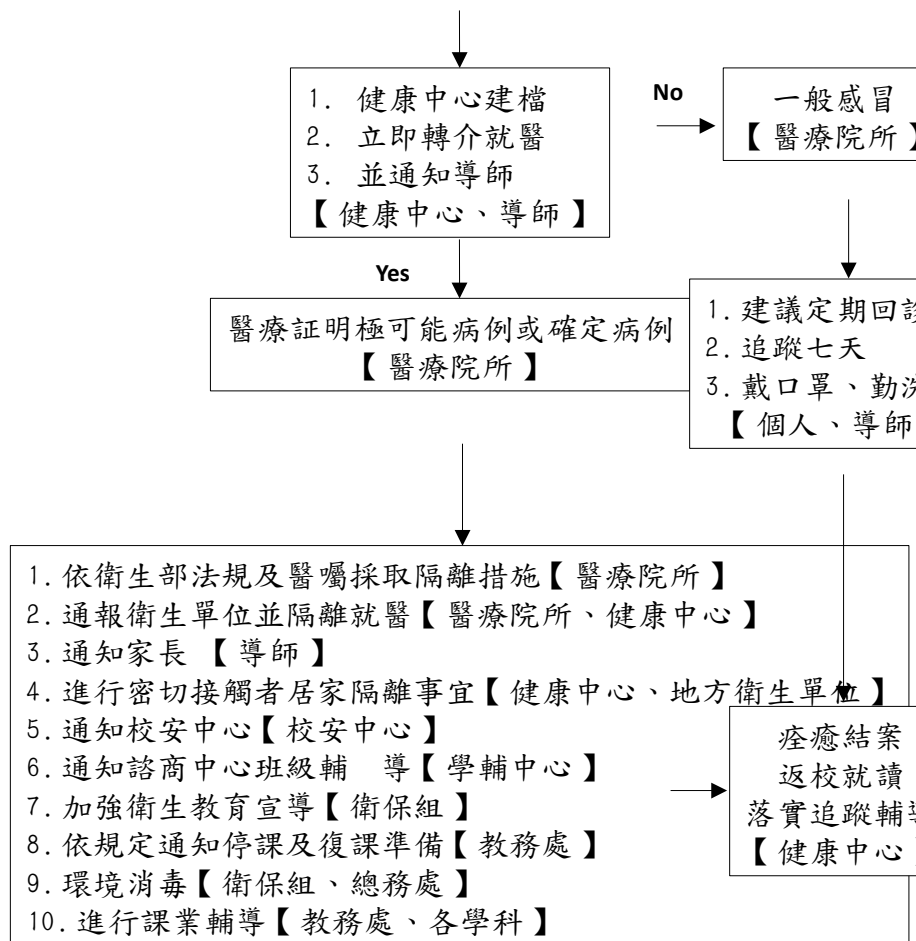 1. 健康中心建檔
2. 立即轉介就醫
3. 並通知導師
【健康中心、導師】
No
一般感冒
【醫療院所】
Yes
醫療証明極可能病例或確定病例
【醫療院所】
1.建議定期回診
2.追蹤七天
3.戴口罩、勤洗
【個人、導師
1.依衛生部法規及醫囑採取隔離措施【醫療院所】
2.通報衛生單位並隔離就醫【醫療院所、健康中心】
3.通知家長 【導師】
4.進行密切接觸者居家隔離事宜【健康中心、地方衛生單位】
5.通知校安中心【校安中心】
6.通知諮商中心班級輔　導【學輔中心】
7.加強衛生教育宣導【衛保組】
8.依規定通知停課及復課準備【教務處】
9.環境消毒【衛保組、總務處】
10.進行課業輔導【教務處、各學科】
痊癒結案
返校就讀
落實追蹤輔導
【健康中心】